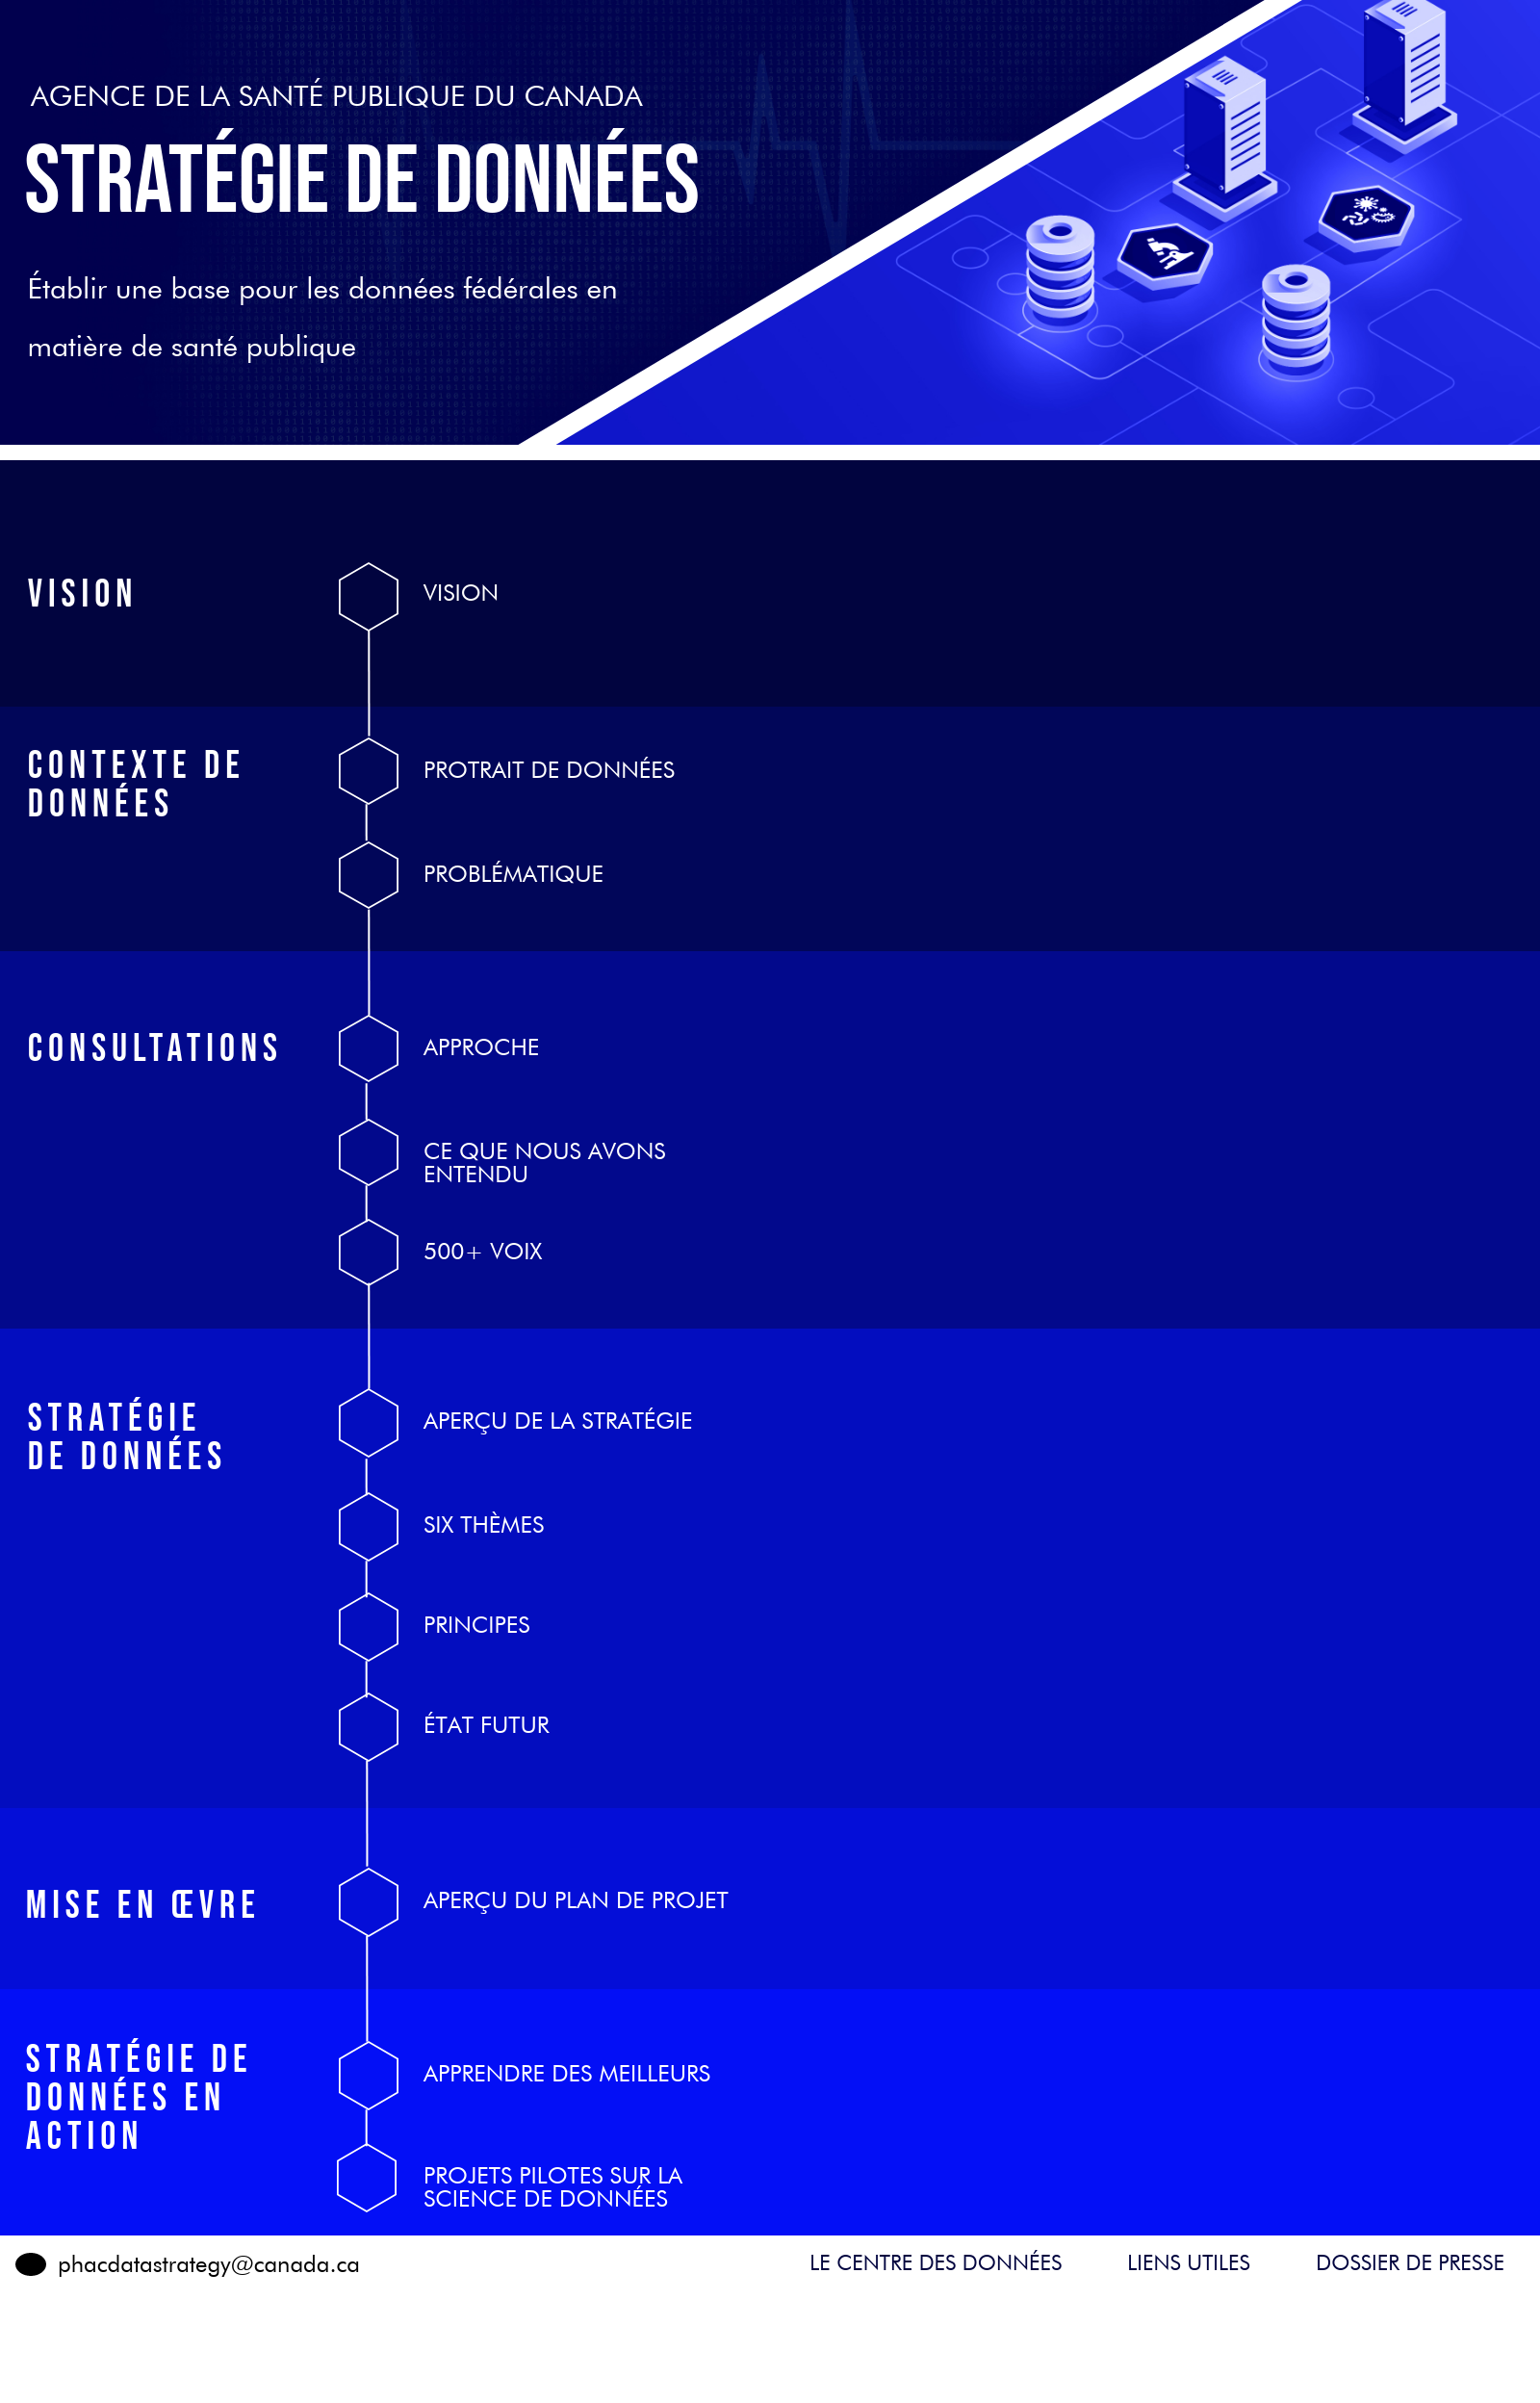 AGENCE DE LA SANTÉ PUBLIQUE DU CANADA
STRATÉGIE DE DONNÉES
Établir une base pour les données fédérales en
matière de santé publique
VISION
VISION
CONTEXTE DE
DONNÉES
PROTRAIT DE DONNÉES
PROBLÉMATIQUE
CONSULTATIONS
APPROCHE
CE QUE NOUS AVONS
ENTENDU
500+ VOIX
STRATÉGIE
DE DONNÉES
APERÇU DE LA STRATÉGIE
SIX THÈMES
PRINCIPES
ÉTAT FUTUR
MISE EN ŒVRE
APERÇU DU PLAN DE PROJET
STRATÉGIE DE
DONNÉES EN
ACTION
APPRENDRE DES MEILLEURS
PROJETS PILOTES SUR LA
SCIENCE DE DONNÉES
phacdatastrategy@canada.ca
LE CENTRE DES DONNÉES
LIENS UTILES
DOSSIER DE PRESSE